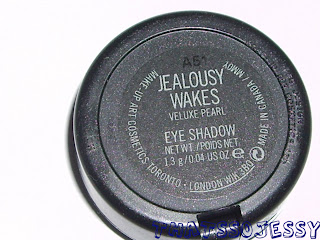 A51
JEALOUSY
WAKES
VELUXE PEARL
EYE SHADOW
NET WT./POIDS NET.
1.3 g/0.04 US OZ ℮
MAKE-UP ART COSMETICS TORONTO · LONDON W1K 3BQ
MADE IN CANADA /